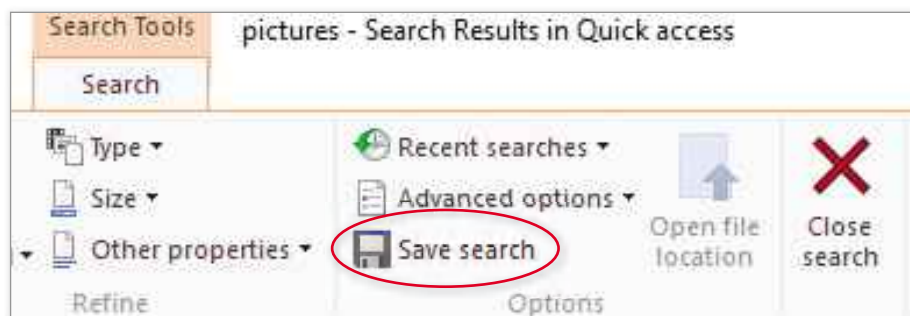 Search Tools
pictures - Search Results in Quick access
Search
Type
Size
Other properties
Refine
Recent searches
Advanced options
Save search
Options
Open file
location
Close
search